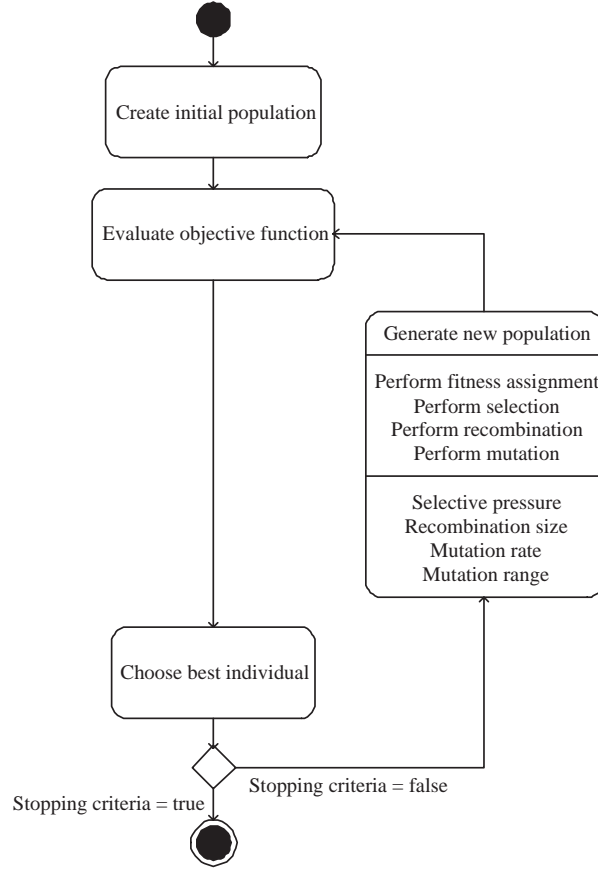 Create initial population
Evaluate objective function
Generate new population
Perform fitness assignment
Perform selection
Perform recombination
Perform mutation
Selective pressure
Recombination size
Mutation rate
Mutation range
Choose best individual
Stopping criteria = false
Stopping criteria = true